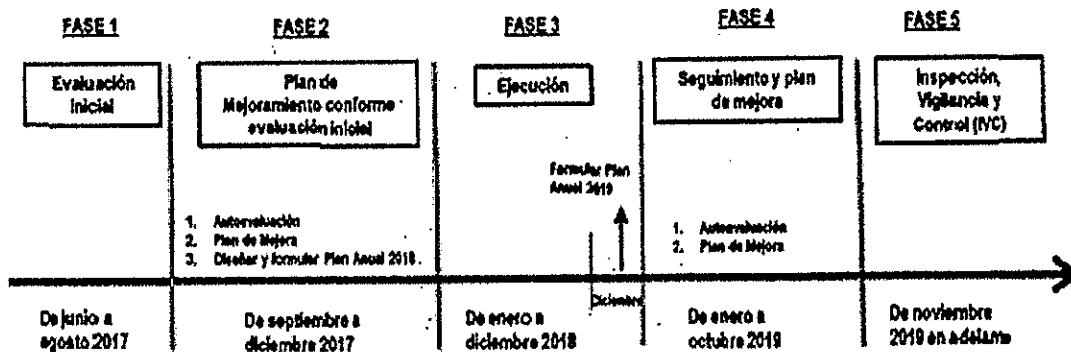 FASE 1
FASE 2
FASE 3
FASE 4
FASE 5
Evaluación
inicial
Plan de
Mejoramiento conforme
evaluación inicial
Ejecución
Seguimiento y plan
de mejora
Inspección,
Vigilancia y
Control (IVC)
Formular Plan
Anual 2019
1. Autoevaluación
2. Plan de Mejora
3. Diseñar y formular Plan Anual 2018.
1. Autoevaluación
2. Plan de Mejora
Diciembre
De junio a
agosto 2017
De septiembre a
diciembre 2017
De enero a
diciembre 2018
De enero a
octubre 2019
De noviembre
2019 en adelante